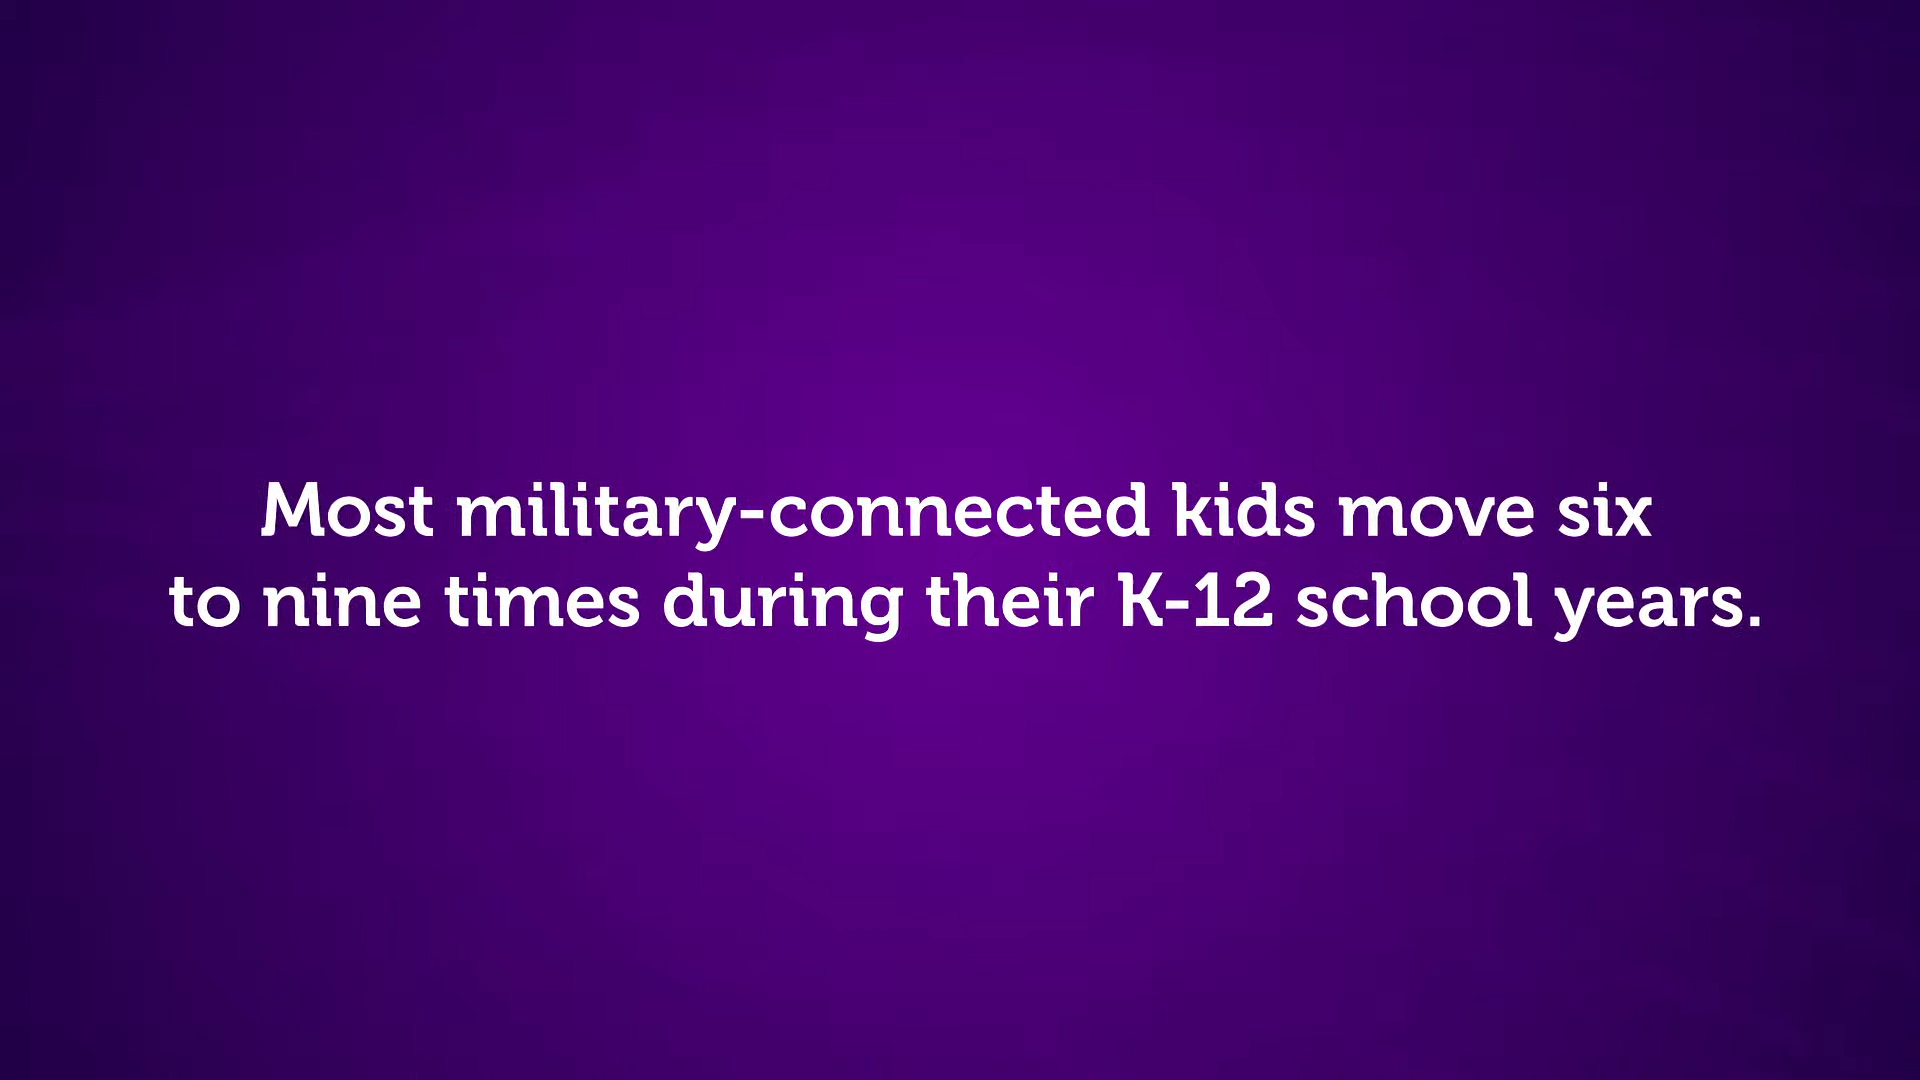 Most military-connected kids move six
to nine times during their K-12 school years.